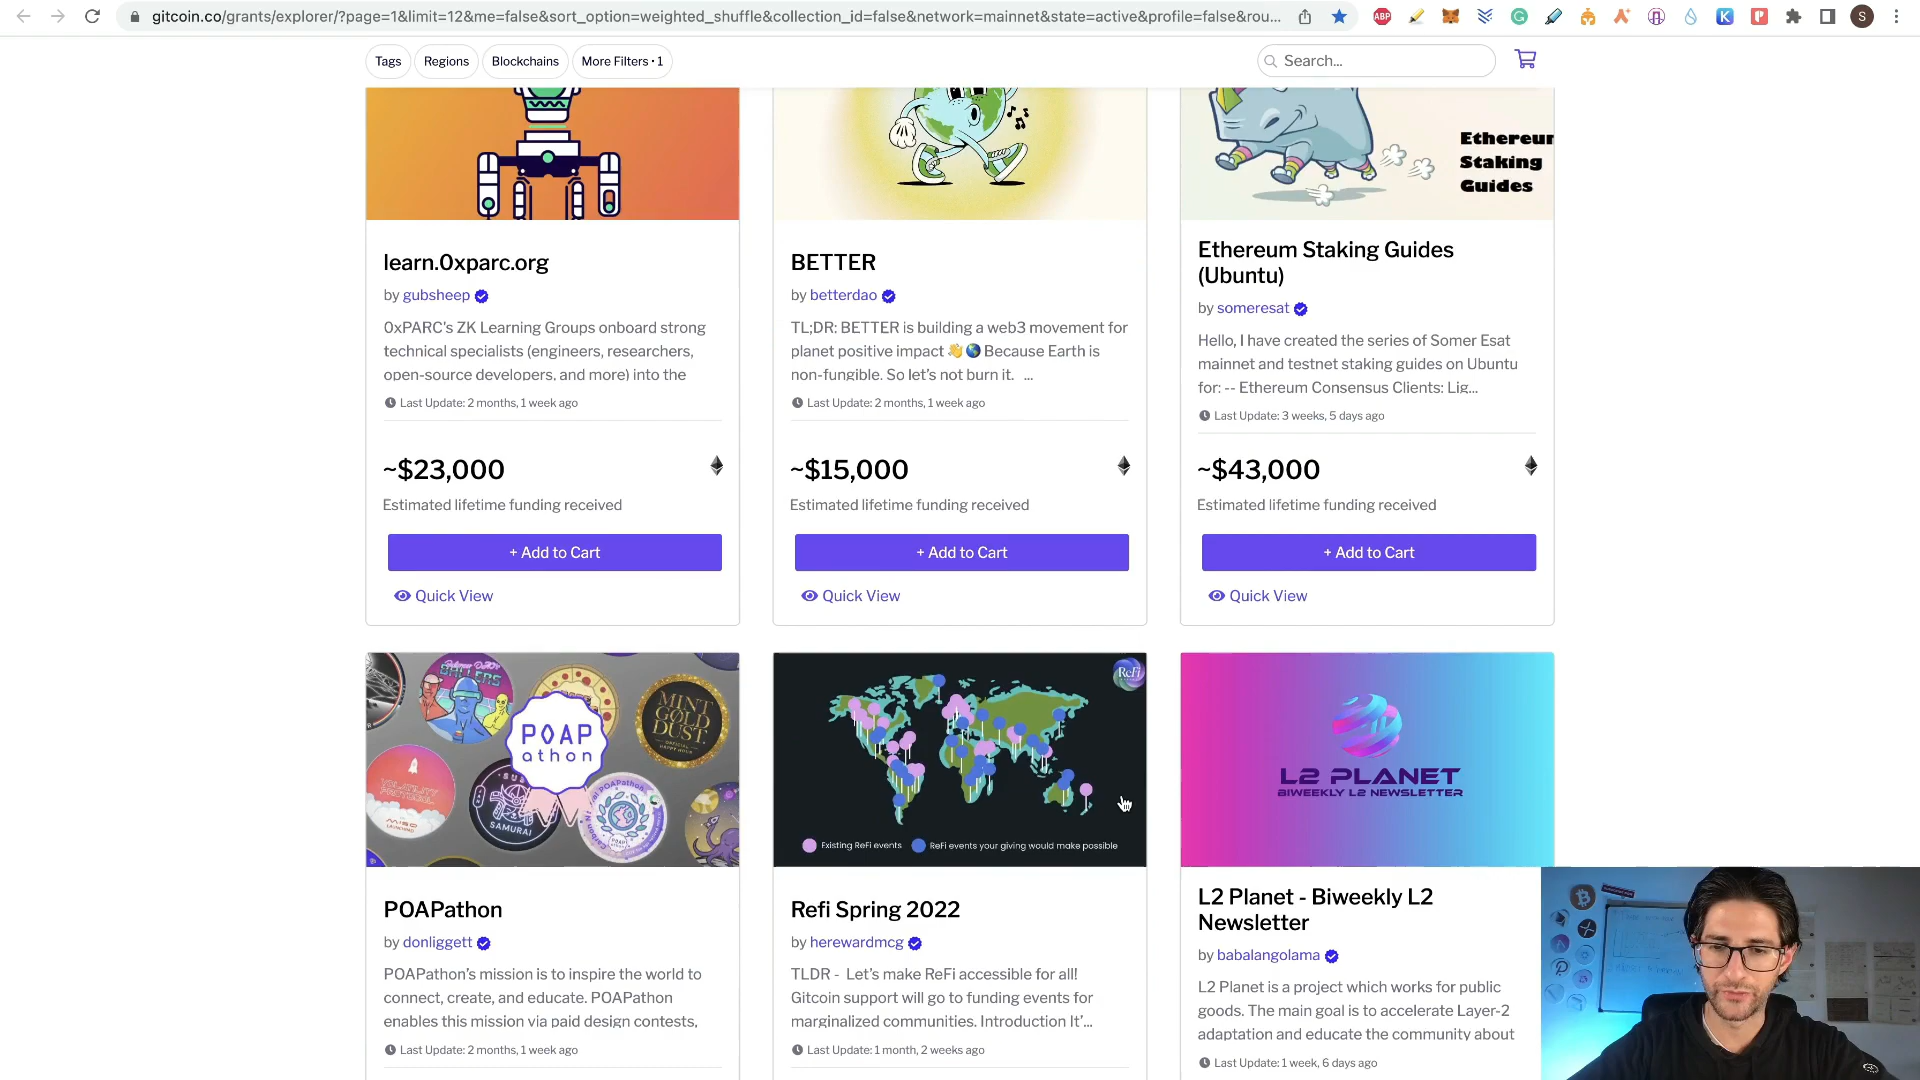 gitcoin.co/grants/explorer/?page=1&limit=12&me=false&sort_option=weighted_shuffle&collection_id=false&network=mainnet&state=active&profile=false&rou...
ABP
S
Tags
Regions
Blockchains
More Filters • 1
Search...
Ethereum
Staking
Guides
learn.0xparc.org
by gubsheep
0xPARC's ZK Learning Groups onboard strong
technical specialists (engineers, researchers,
open-source developers, and more) into the
Last Update: 2 months, 1 week ago
~$23,000
Estimated lifetime funding received
+ Add to Cart
Quick View
BETTER
by betterdao
TL;DR: BETTER is building a web3 movement for
planet positive impact 👏🌎 Because Earth is
non-fungible. So let's not burn it. ...
Last Update: 2 months, 1 week ago
~$15,000
Estimated lifetime funding received
+ Add to Cart
Quick View
Ethereum Staking Guides
(Ubuntu)
by someresat
Hello, I have created the series of Somer Esat
mainnet and testnet staking guides on Ubuntu
for: -- Ethereum Consensus Clients: Lig...
Last Update: 3 weeks, 5 days ago
~$43,000
Estimated lifetime funding received
+ Add to Cart
Quick View
MINT
GOLD
DUST
POAP
athon
SAMURAI
POAPathon
by donliggett
POAPathon's mission is to inspire the world to
connect, create, and educate. POAPathon
enables this mission via paid design contests,
Last Update: 2 months, 1 week ago
ReFi
Existing ReFi events
ReFi events your giving would make possible
Refi Spring 2022
by herewardmcg
TLDR - Let's make ReFi accessible for all!
Gitcoin support will go to funding events for
marginalized communities. Introduction It'...
Last Update: 1 month, 2 weeks ago
L2 PLANET
BIWEEKLY L2 NEWSLETTER
L2 Planet - Biweekly L2
Newsletter
by babalangolama
L2 Planet is a project which works for public
goods. The main goal is to accelerate Layer-2
adaptation and educate the community about
Last Update: 1 week, 6 days ago